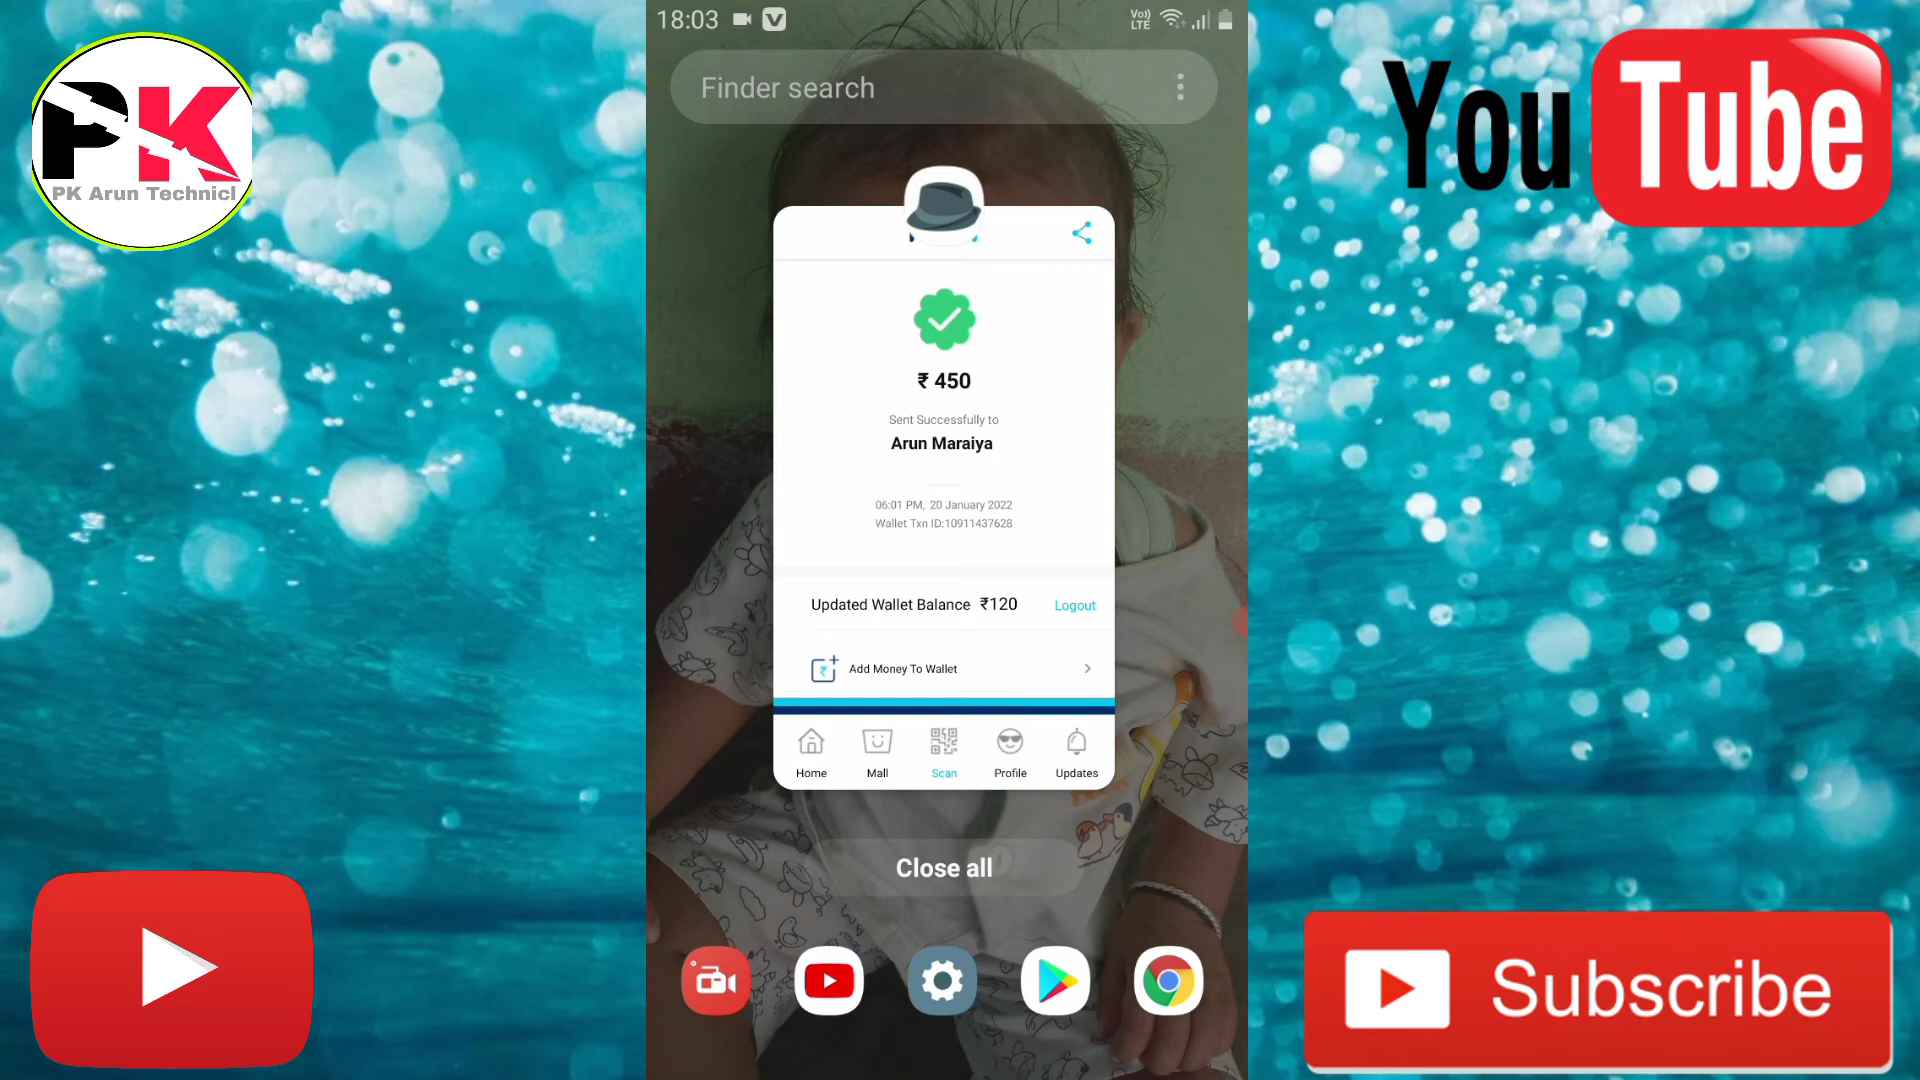 PK
PK Arun Technicl
You Tube
18:03
Vo))
LTE
Finder search
₹ 450
Sent Successfully to
Arun Maraiya
06:01 PM, 20 January 2022
Wallet Txn ID:10911437628
Updated Wallet Balance ₹120 Logout
Add Money To Wallet
Home Mall Scan Profile Updates
Close all
Subscribe